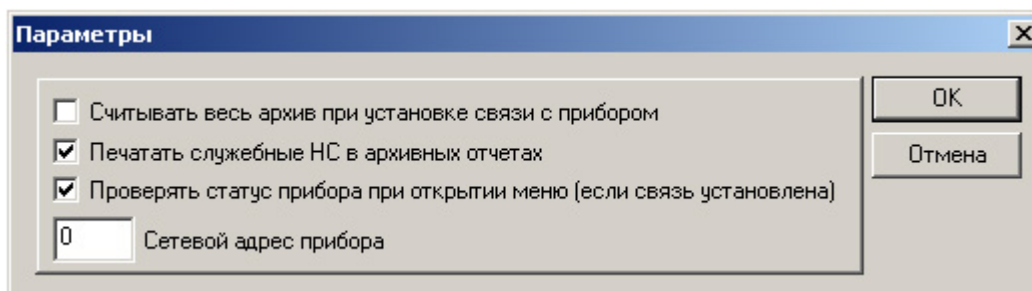 Параметры
Считывать весь архив при установке связи с прибором
Печатать служебные НС в архивных отчетах
Проверять статус прибора при открытии меню (если связь установлена)
0 Сетевой адрес прибора
OK
Отмена